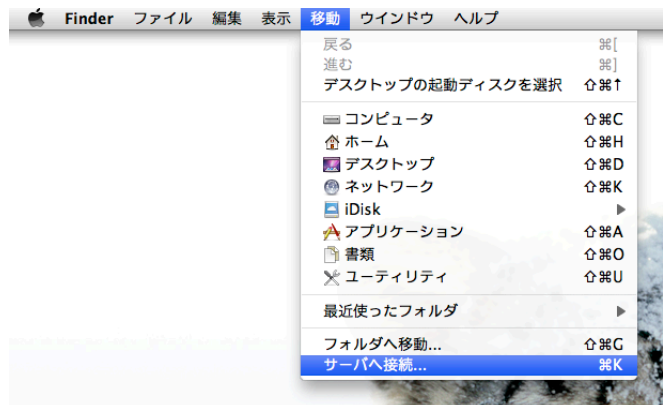 Finder ファイル 編集 表示 移動 ウインドウ ヘルプ
戻る ⌘[
進む ⌘]
デスクトップの起動ディスクを選択 ⇧⌘↑
コンピュータ ⇧⌘C
ホーム ⇧⌘H
デスクトップ ⇧⌘D
ネットワーク ⇧⌘K
iDisk ▶
アプリケーション ⇧⌘A
書類 ⇧⌘O
ユーティリティ ⇧⌘U
最近使ったフォルダ ▶
フォルダへ移動... ⇧⌘G
サーバへ接続... ⌘K